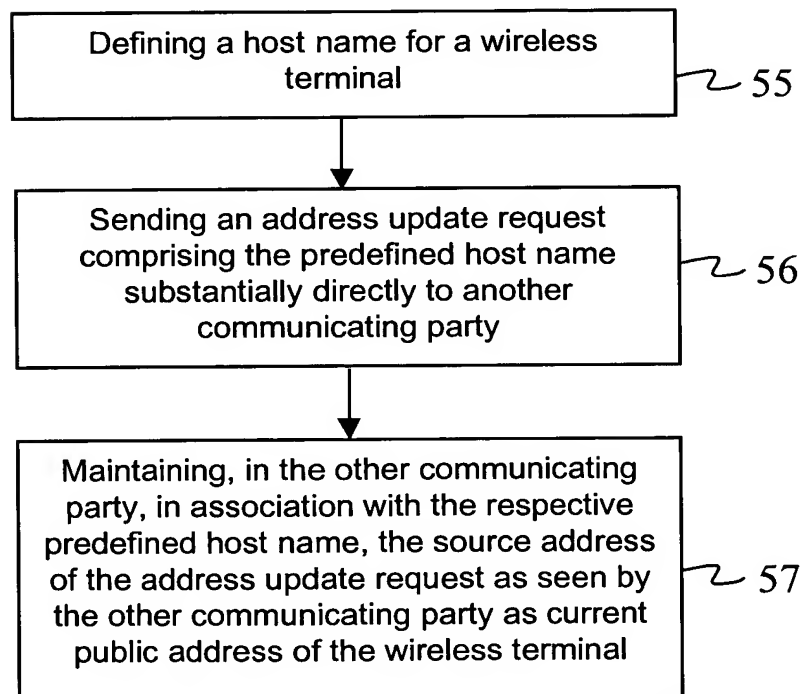 Defining a host name for a wireless
terminal
55
Sending an address update request
comprising the predefined host name
substantially directly to another
communicating party
56
Maintaining, in the other communicating
party, in association with the respective
predefined host name, the source address
of the address update request as seen by
the other communicating party as current
public address of the wireless terminal
57